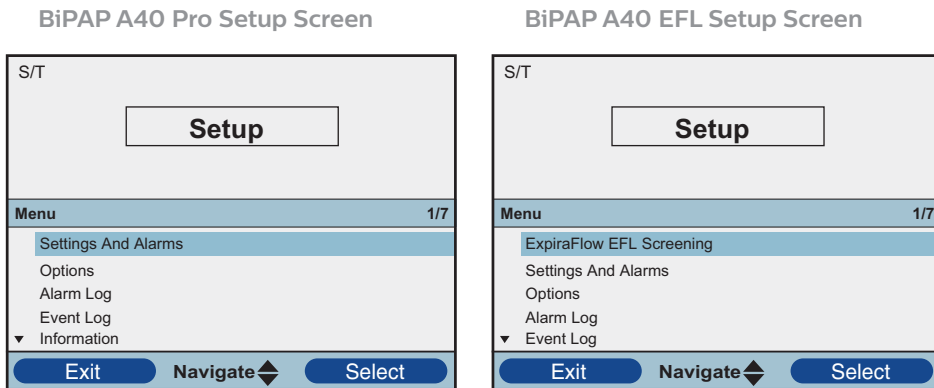 BiPAP A40 Pro Setup Screen
S/T
Setup
Menu 1/7
Settings And Alarms
Options
Alarm Log
Event Log
Information
Exit Navigate Select
BiPAP A40 EFL Setup Screen
S/T
Setup
Menu 1/7
ExpiraFlow EFL Screening
Settings And Alarms
Options
Alarm Log
Event Log
Exit Navigate Select